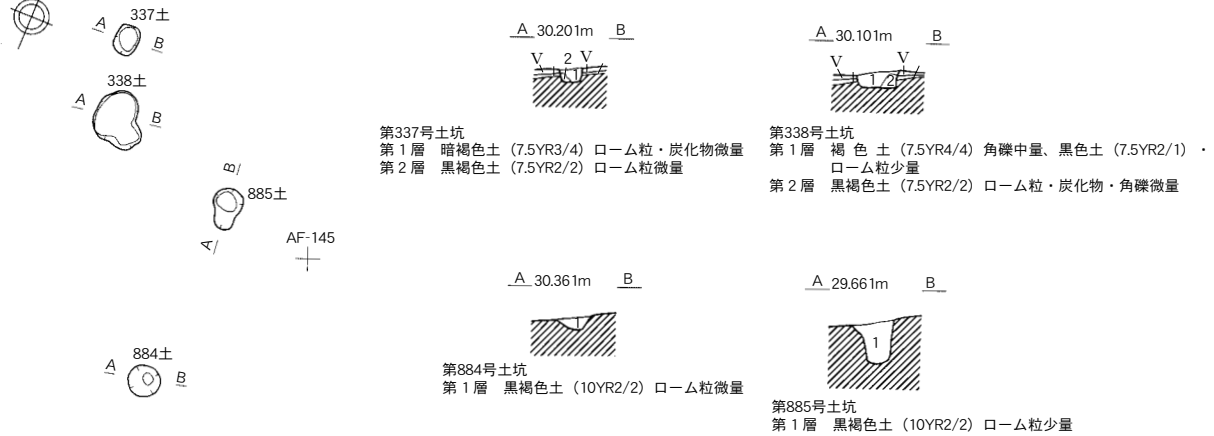 337土
A
B
338土
A
B
B
885土
A
AF-145
884土
A
B
A 30.201m B
V 2 V
1
第337号土坑
第1層 暗褐色土(7.5YR3/4)ローム粒・炭化物微量
第2層 黒褐色土(7.5YR2/2)ローム粒微量
A 30.101m B
V V
1 2
第338号土坑
第1層 褐 色 土(7.5YR4/4)角礫中量、黒色土(7.5YR2/1)・
ローム粒少量
第2層 黒褐色土(7.5YR2/2)ローム粒・炭化物・角礫微量
A 30.361m B
1
第884号土坑
第1層 黒褐色土(10YR2/2)ローム粒微量
A 29.661m B
1
第885号土坑
第1層 黒褐色土(10YR2/2)ローム粒少量